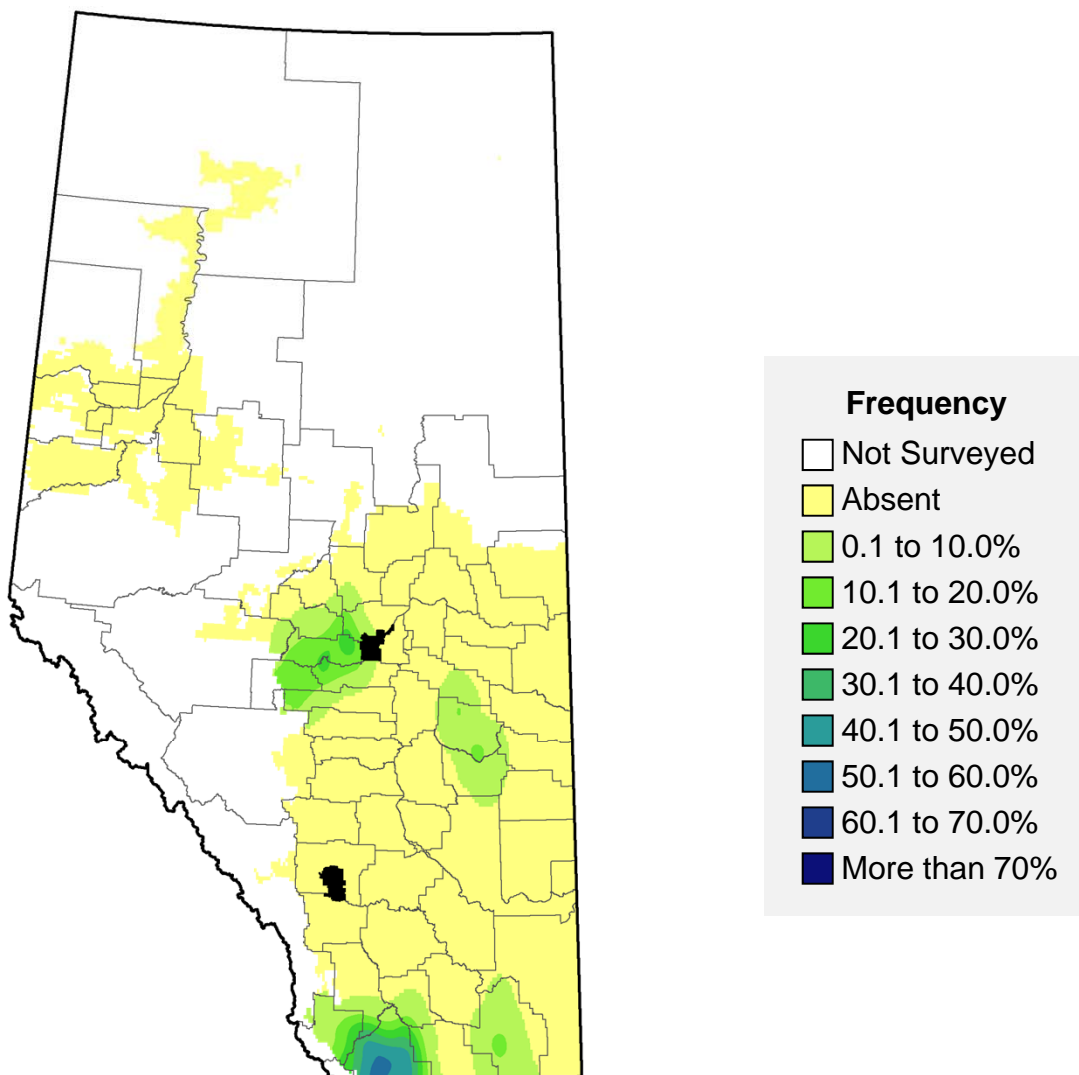 Frequency
Not Surveyed
Absent
0.1 to 10.0%
10.1 to 20.0%
20.1 to 30.0%
30.1 to 40.0%
40.1 to 50.0%
50.1 to 60.0%
60.1 to 70.0%
More than 70%